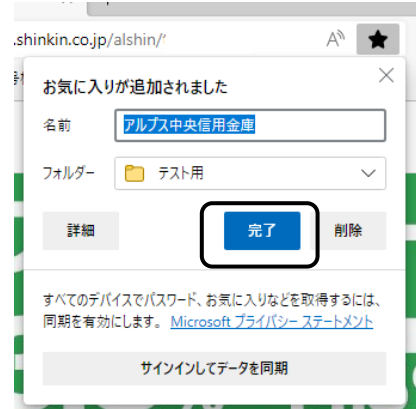 .shinkin.co.jp/alshin/
お気に入りが追加されました
名前
アルプス中央信用金庫
フォルダー
テスト用
詳細
完了
削除
すべてのデバイスでパスワード、お気に入りなどを取得するには、
同期を有効にします。 Microsoft プライバシー ステートメント
サインインしてデータを同期